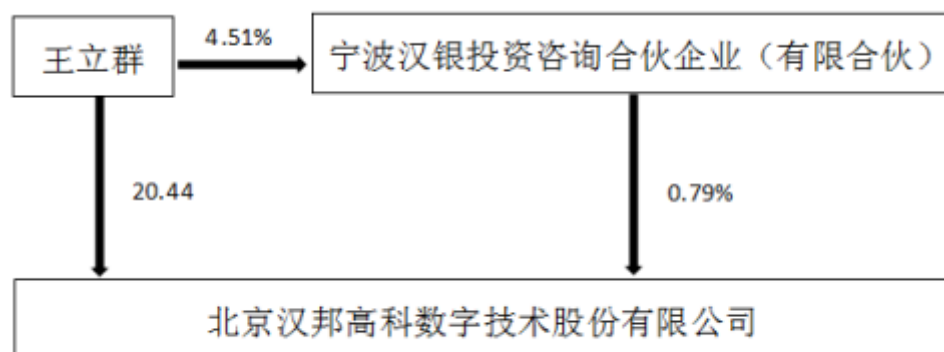 王立群
4.51%
宁波汉银投资咨询合伙企业（有限合伙）
20.44
0.79%
北京汉邦高科数字技术股份有限公司